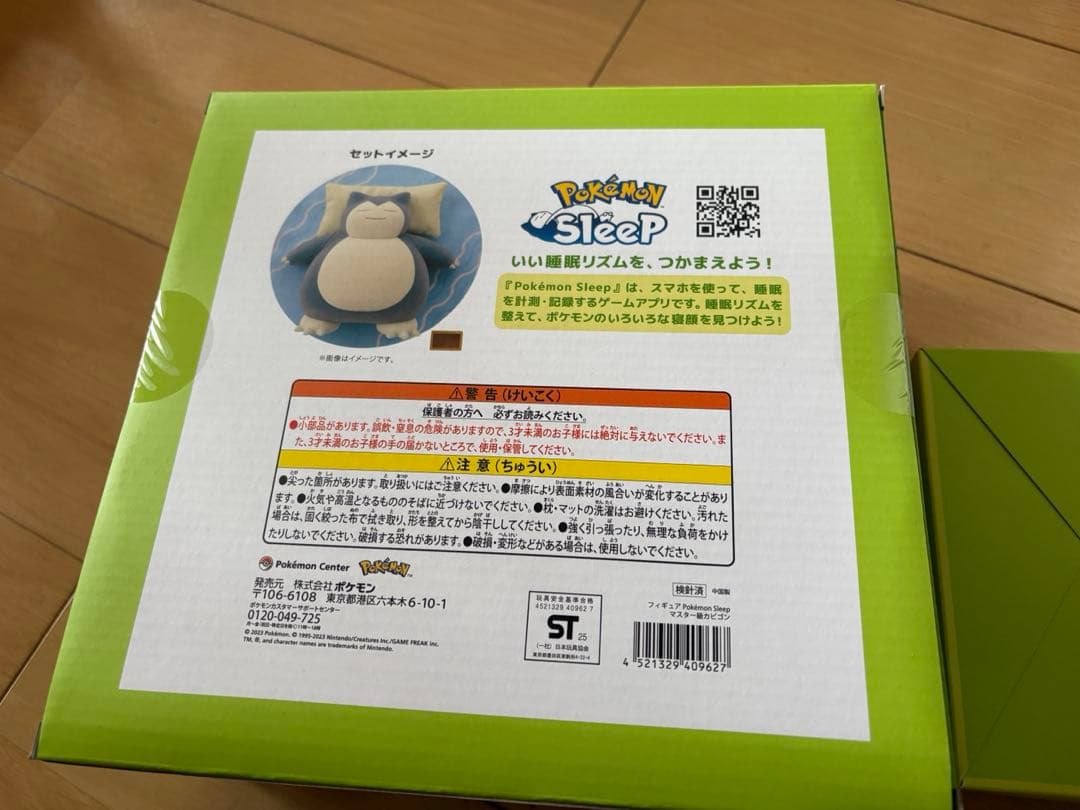 セットイメージ
※画像はイメージです。
POKéMON
SleeP
いい睡眠リズムを、つかまえよう！
『Pokémon Sleep』は、スマホを使って、睡眠
を計測・記録するゲームアプリです。睡眠リズムを
整えて、ポケモンのいろいろな寝顔を見つけよう！
⚠警告(けいこく)
保護者の方へ 必ずお読みください。
●小部品があります。誤飲・窒息の危険がありますので、3才未満のお子様には絶対に与えないでください。ま
た、3才未満のお子様の手の届かないところで、使用・保管してください。
⚠注意(ちゅうい)
●尖った箇所があります。取り扱いにはご注意ください。●摩擦により表面素材の風合いが変化することがあり
ます。●火気や高温となるもののそばに近づけないでください。●枕・マットの洗濯はお避けください。汚れた
場合は、固く絞った布で拭き取り、形を整えてから陰干ししてください。●強く引っ張ったり、無理な負荷をかけ
たりしないでください。破損する恐れがあります。●破損・変形などがある場合は、使用しないでください。
Pokémon Center POKéMON
発売元 株式会社ポケモン
〒106-6108 東京都港区六本木6-10-1
ポケモンカスタマーサポートセンター
0120-049-725
© 2023 Pokémon. © 1995-2023 Nintendo/Creatures Inc./GAME FREAK inc.
TM, ®, and character names are trademarks of Nintendo.
玩具安全基準合格
4521329 40962 7
ST 25
(一社)日本玩具協会
東京都墨田区東駒形4-22-4
検針済 中国製
フィギュア Pokémon Sleep
マスター級カビゴン
4 521329 409627